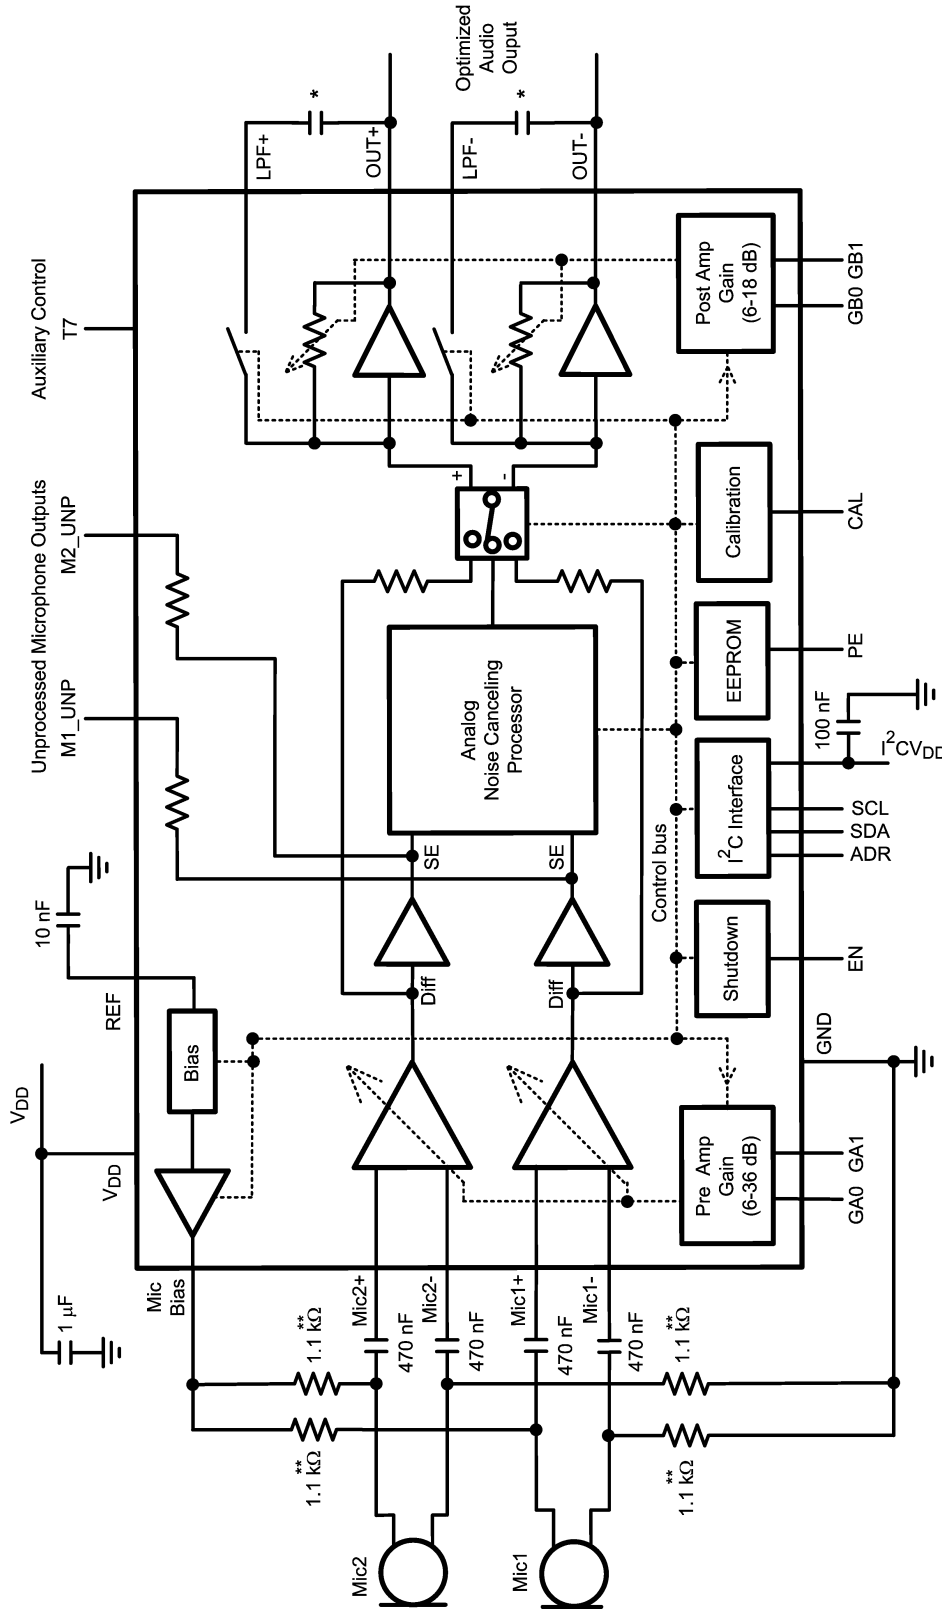 Optimized
Audio
Ouput
*
*
LPF+
OUT+
LPF-
OUT-
Auxiliary Control
T7
Post Amp
Gain
(6-18 dB)
GB0
GB1
Unprocessed Microphone Outputs
M2_UNP
M1_UNP
+
-
Calibration
CAL
Analog
Noise Canceling
Processor
EEPROM
PE
100 nF
I²CVDD
I²C Interface
SCL
SDA
ADR
SE
SE
Control bus
10 nF
REF
Diff
Diff
Shutdown
EN
Bias
GND
VDD
VDD
Pre Amp
Gain
(6-36 dB)
GA0
GA1
Mic
Bias
1 µF
Mic2+
Mic2-
Mic1+
Mic1-
470 nF
470 nF
470 nF
470 nF
**
1.1 kΩ
**
1.1 kΩ
**
1.1 kΩ
**
1.1 kΩ
Mic2
Mic1